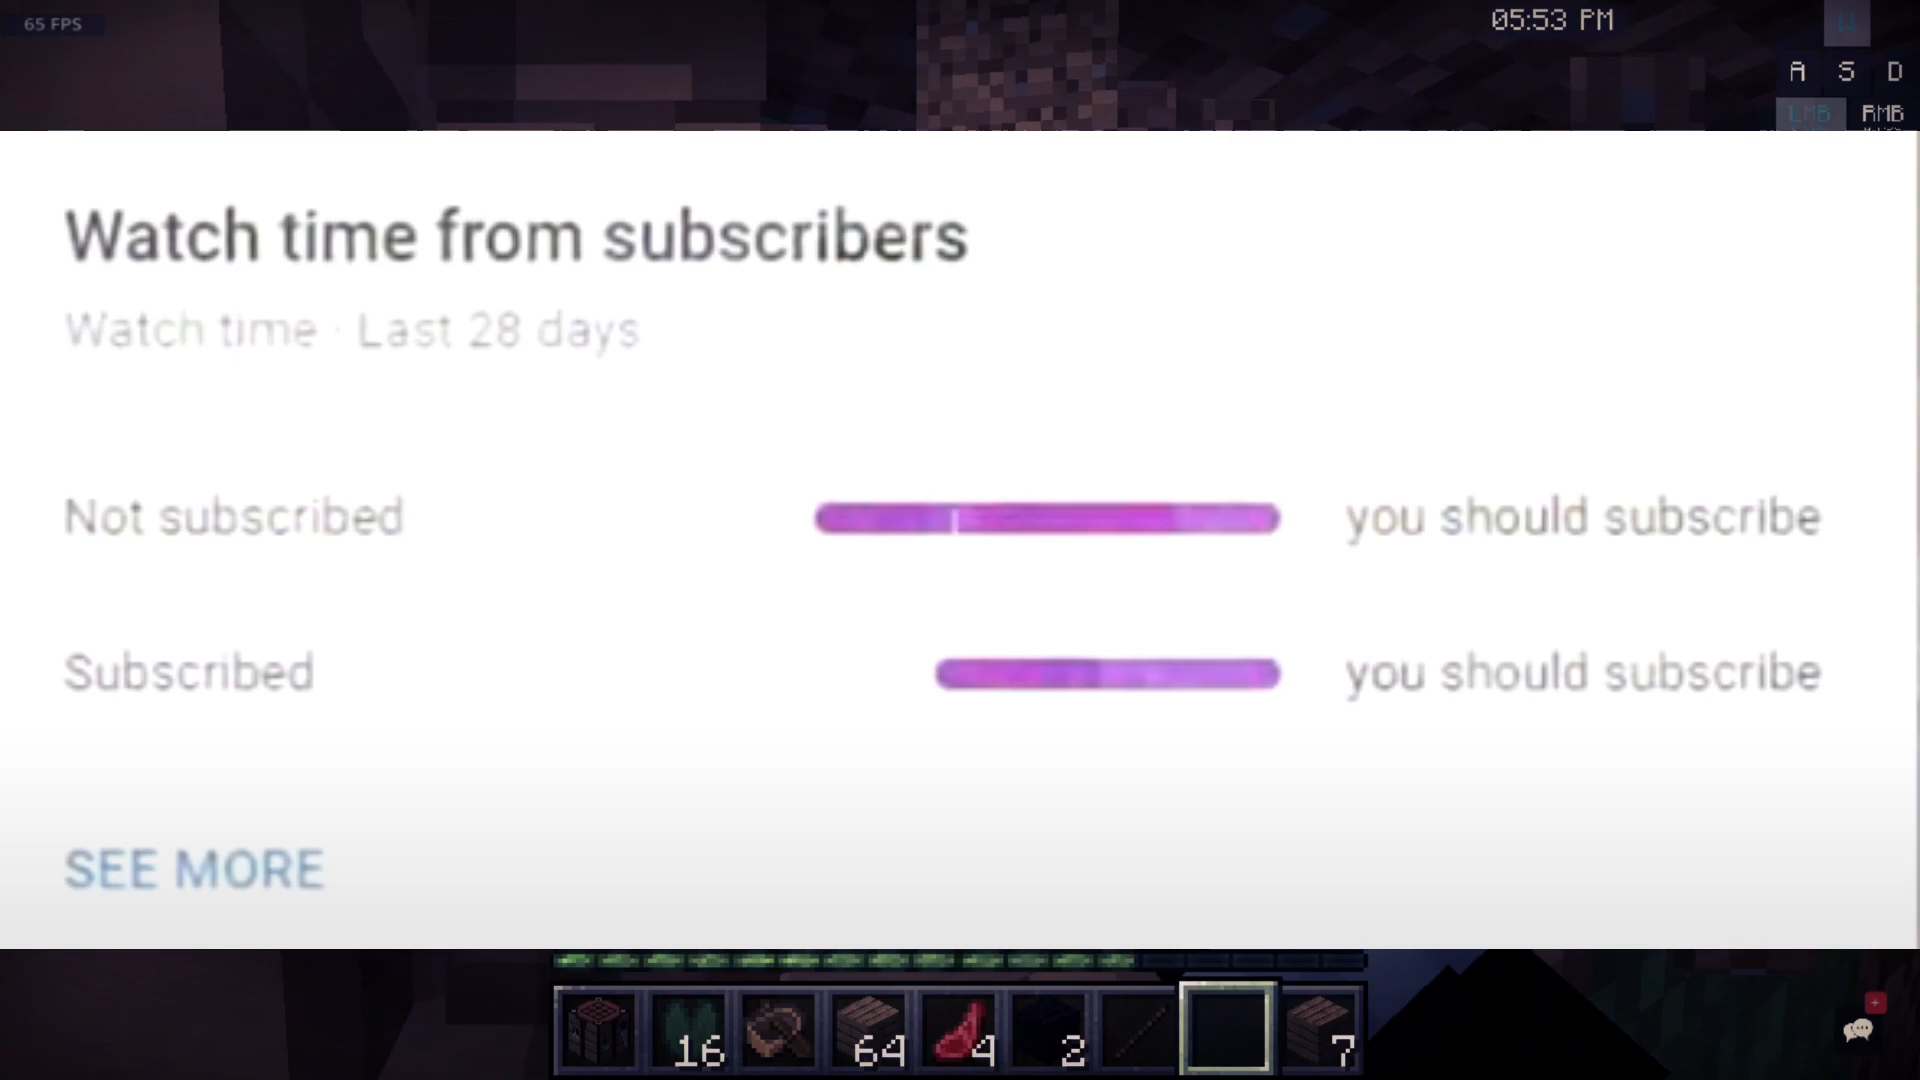 65 FPS
05:53 PM
W
A S D
LMB RMB
Watch time from subscribers
Watch time · Last 28 days
Not subscribed you should subscribe
Subscribed you should subscribe
SEE MORE
16 64 4 2 7